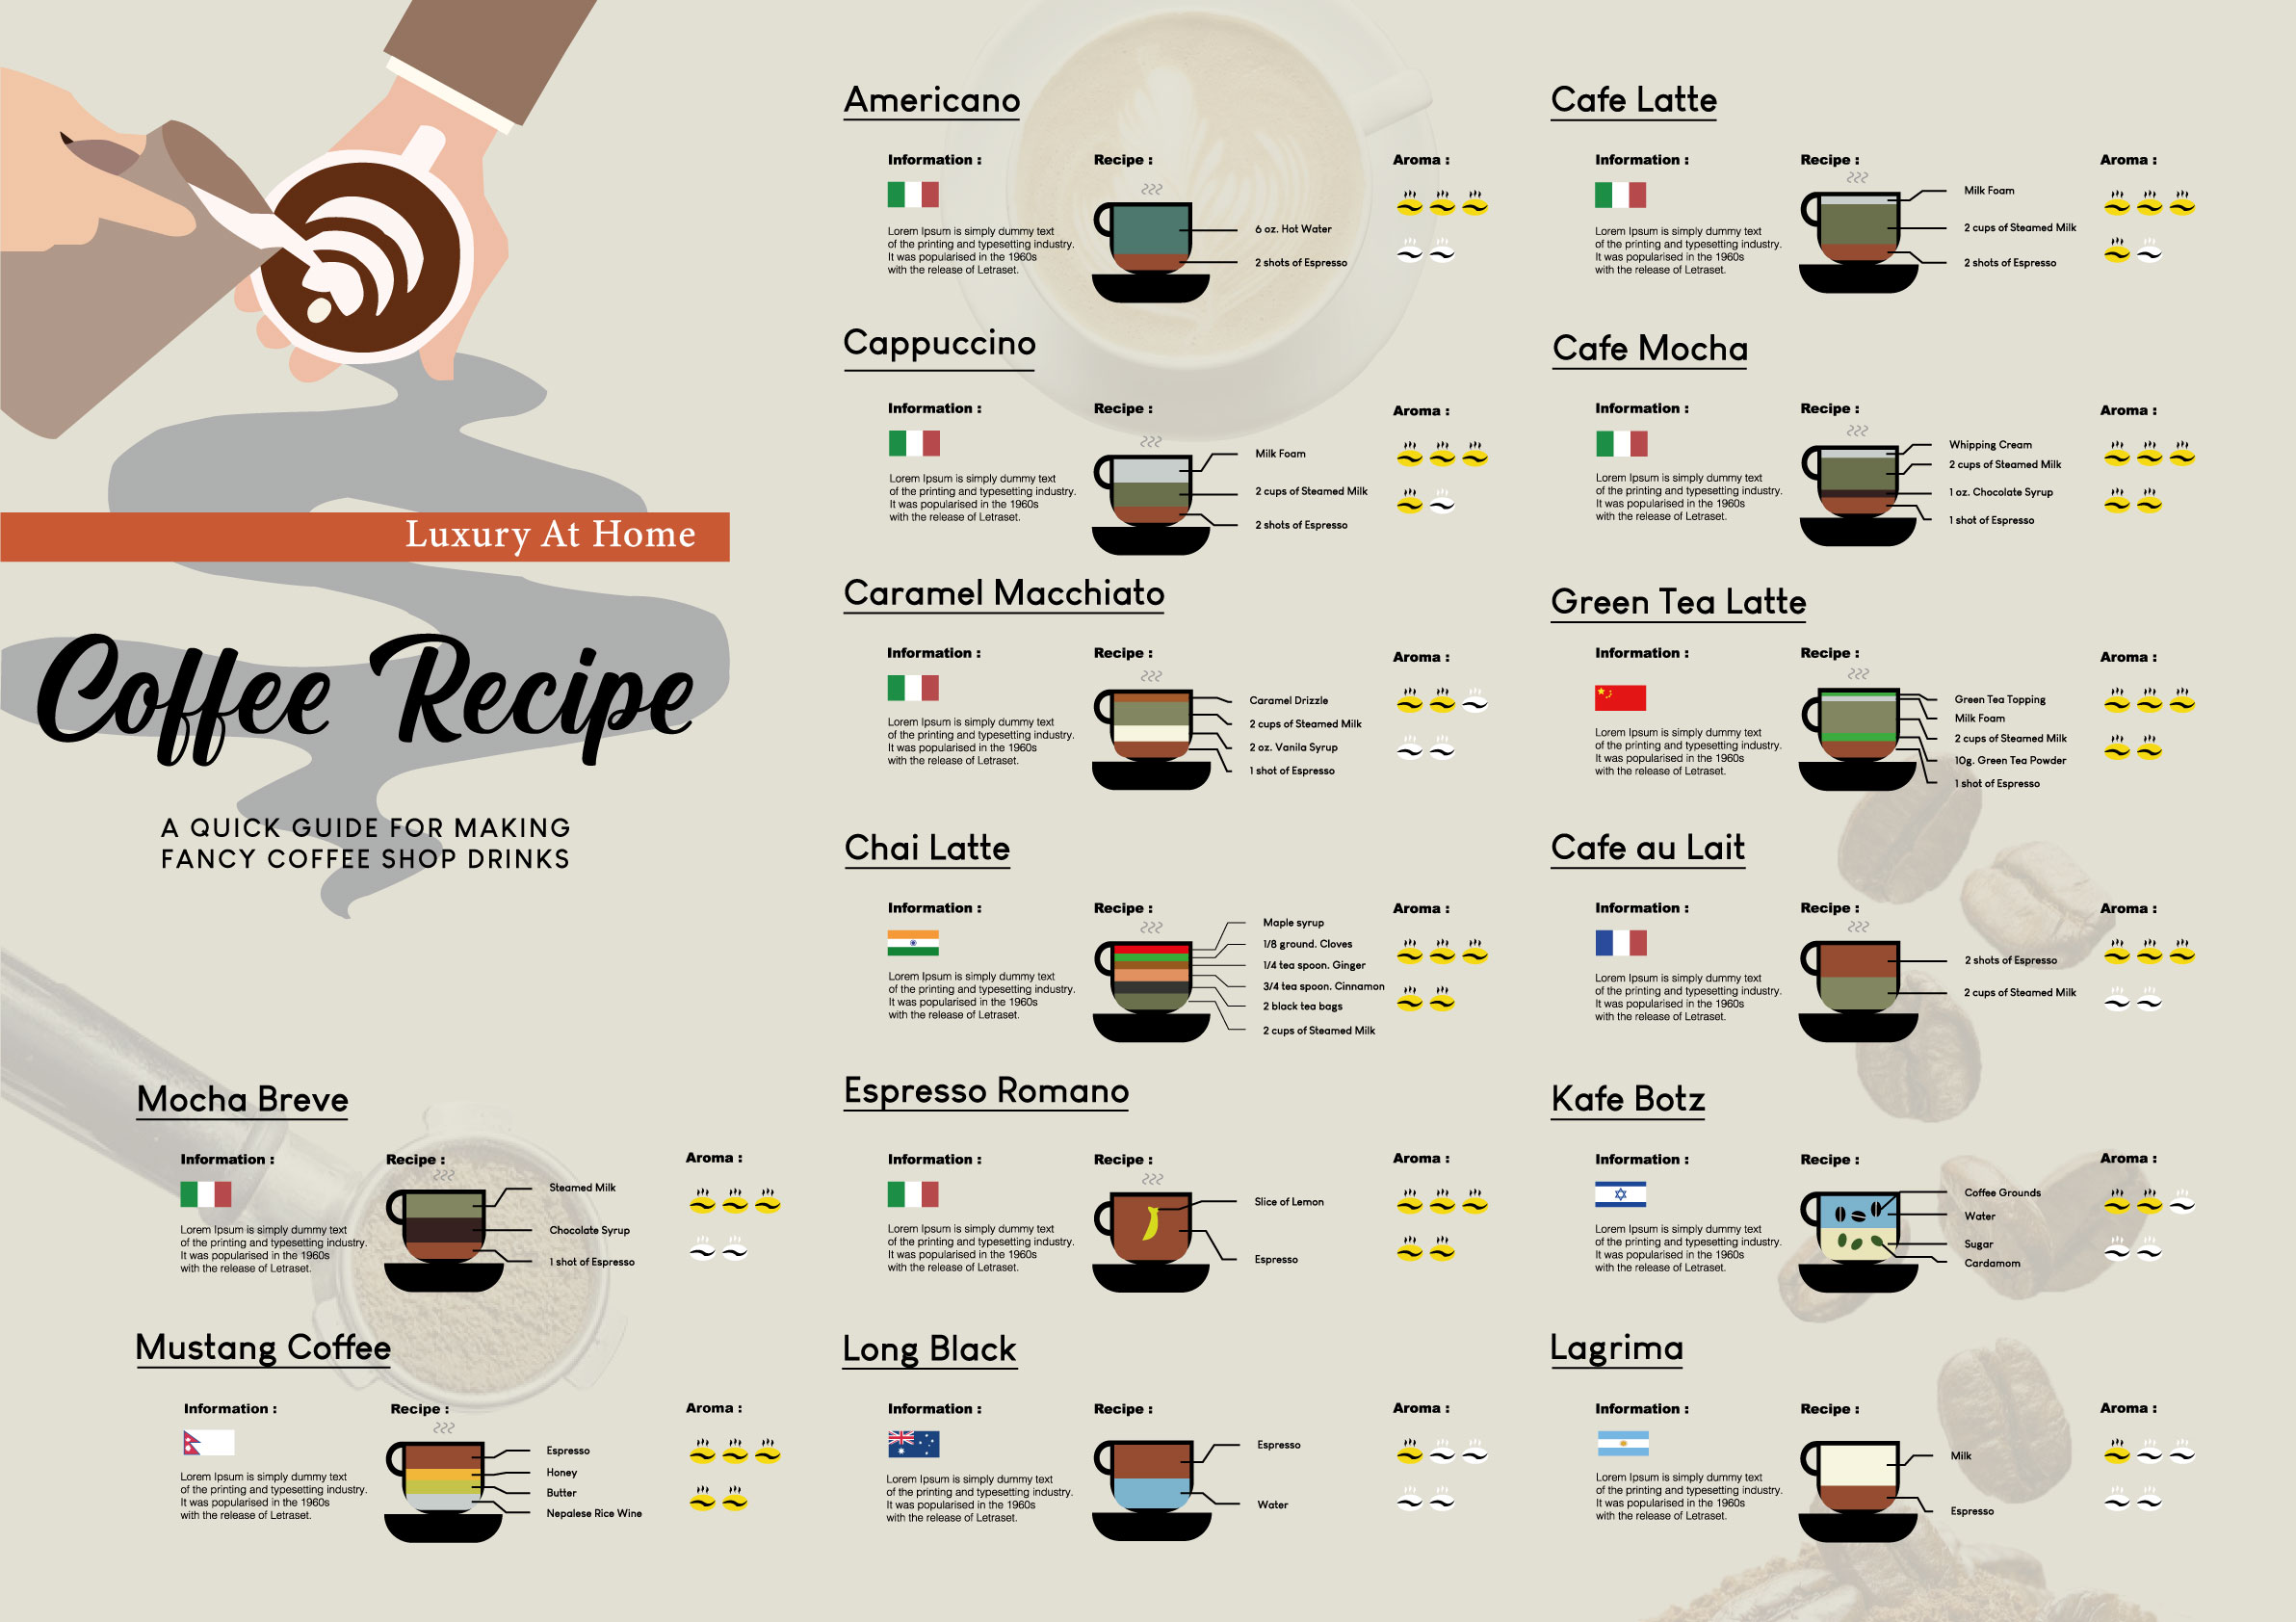 Luxury At Home
Coffee Recipe
A QUICK GUIDE FOR MAKING
FANCY COFFEE SHOP DRINKS
Mocha Breve
Information :
Lorem Ipsum is simply dummy text
of the printing and typesetting industry.
It was popularised in the 1960s
with the release of Letraset.
Recipe :
Steamed Milk
Chocolate Syrup
1 shot of Espresso
Aroma :
Mustang Coffee
Information :
Lorem Ipsum is simply dummy text
of the printing and typesetting industry.
It was popularised in the 1960s
with the release of Letraset.
Recipe :
Espresso
Honey
Butter
Nepalese Rice Wine
Aroma :
Americano
Information :
Lorem Ipsum is simply dummy text
of the printing and typesetting industry.
It was popularised in the 1960s
with the release of Letraset.
Recipe :
6 oz. Hot Water
2 shots of Espresso
Aroma :
Cappuccino
Information :
Lorem Ipsum is simply dummy text
of the printing and typesetting industry.
It was popularised in the 1960s
with the release of Letraset.
Recipe :
Milk Foam
2 cups of Steamed Milk
2 shots of Espresso
Aroma :
Caramel Macchiato
Information :
Lorem Ipsum is simply dummy text
of the printing and typesetting industry.
It was popularised in the 1960s
with the release of Letraset.
Recipe :
Caramel Drizzle
2 cups of Steamed Milk
2 oz. Vanila Syrup
1 shot of Espresso
Aroma :
Chai Latte
Information :
Lorem Ipsum is simply dummy text
of the printing and typesetting industry.
It was popularised in the 1960s
with the release of Letraset.
Recipe :
Maple syrup
1/8 ground. Cloves
1/4 tea spoon. Ginger
3/4 tea spoon. Cinnamon
2 black tea bags
2 cups of Steamed Milk
Aroma :
Espresso Romano
Information :
Lorem Ipsum is simply dummy text
of the printing and typesetting industry.
It was popularised in the 1960s
with the release of Letraset.
Recipe :
Slice of Lemon
Espresso
Aroma :
Long Black
Information :
Lorem Ipsum is simply dummy text
of the printing and typesetting industry.
It was popularised in the 1960s
with the release of Letraset.
Recipe :
Espresso
Water
Aroma :
Cafe Latte
Information :
Lorem Ipsum is simply dummy text
of the printing and typesetting industry.
It was popularised in the 1960s
with the release of Letraset.
Recipe :
Milk Foam
2 cups of Steamed Milk
2 shots of Espresso
Aroma :
Cafe Mocha
Information :
Lorem Ipsum is simply dummy text
of the printing and typesetting industry.
It was popularised in the 1960s
with the release of Letraset.
Recipe :
Whipping Cream
2 cups of Steamed Milk
1 oz. Chocolate Syrup
1 shot of Espresso
Aroma :
Green Tea Latte
Information :
Lorem Ipsum is simply dummy text
of the printing and typesetting industry.
It was popularised in the 1960s
with the release of Letraset.
Recipe :
Green Tea Topping
Milk Foam
2 cups of Steamed Milk
10g. Green Tea Powder
1 shot of Espresso
Aroma :
Cafe au Lait
Information :
Lorem Ipsum is simply dummy text
of the printing and typesetting industry.
It was popularised in the 1960s
with the release of Letraset.
Recipe :
2 shots of Espresso
2 cups of Steamed Milk
Aroma :
Kafe Botz
Information :
Lorem Ipsum is simply dummy text
of the printing and typesetting industry.
It was popularised in the 1960s
with the release of Letraset.
Recipe :
Coffee Grounds
Water
Sugar
Cardamom
Aroma :
Lagrima
Information :
Lorem Ipsum is simply dummy text
of the printing and typesetting industry.
It was popularised in the 1960s
with the release of Letraset.
Recipe :
Milk
Espresso
Aroma :